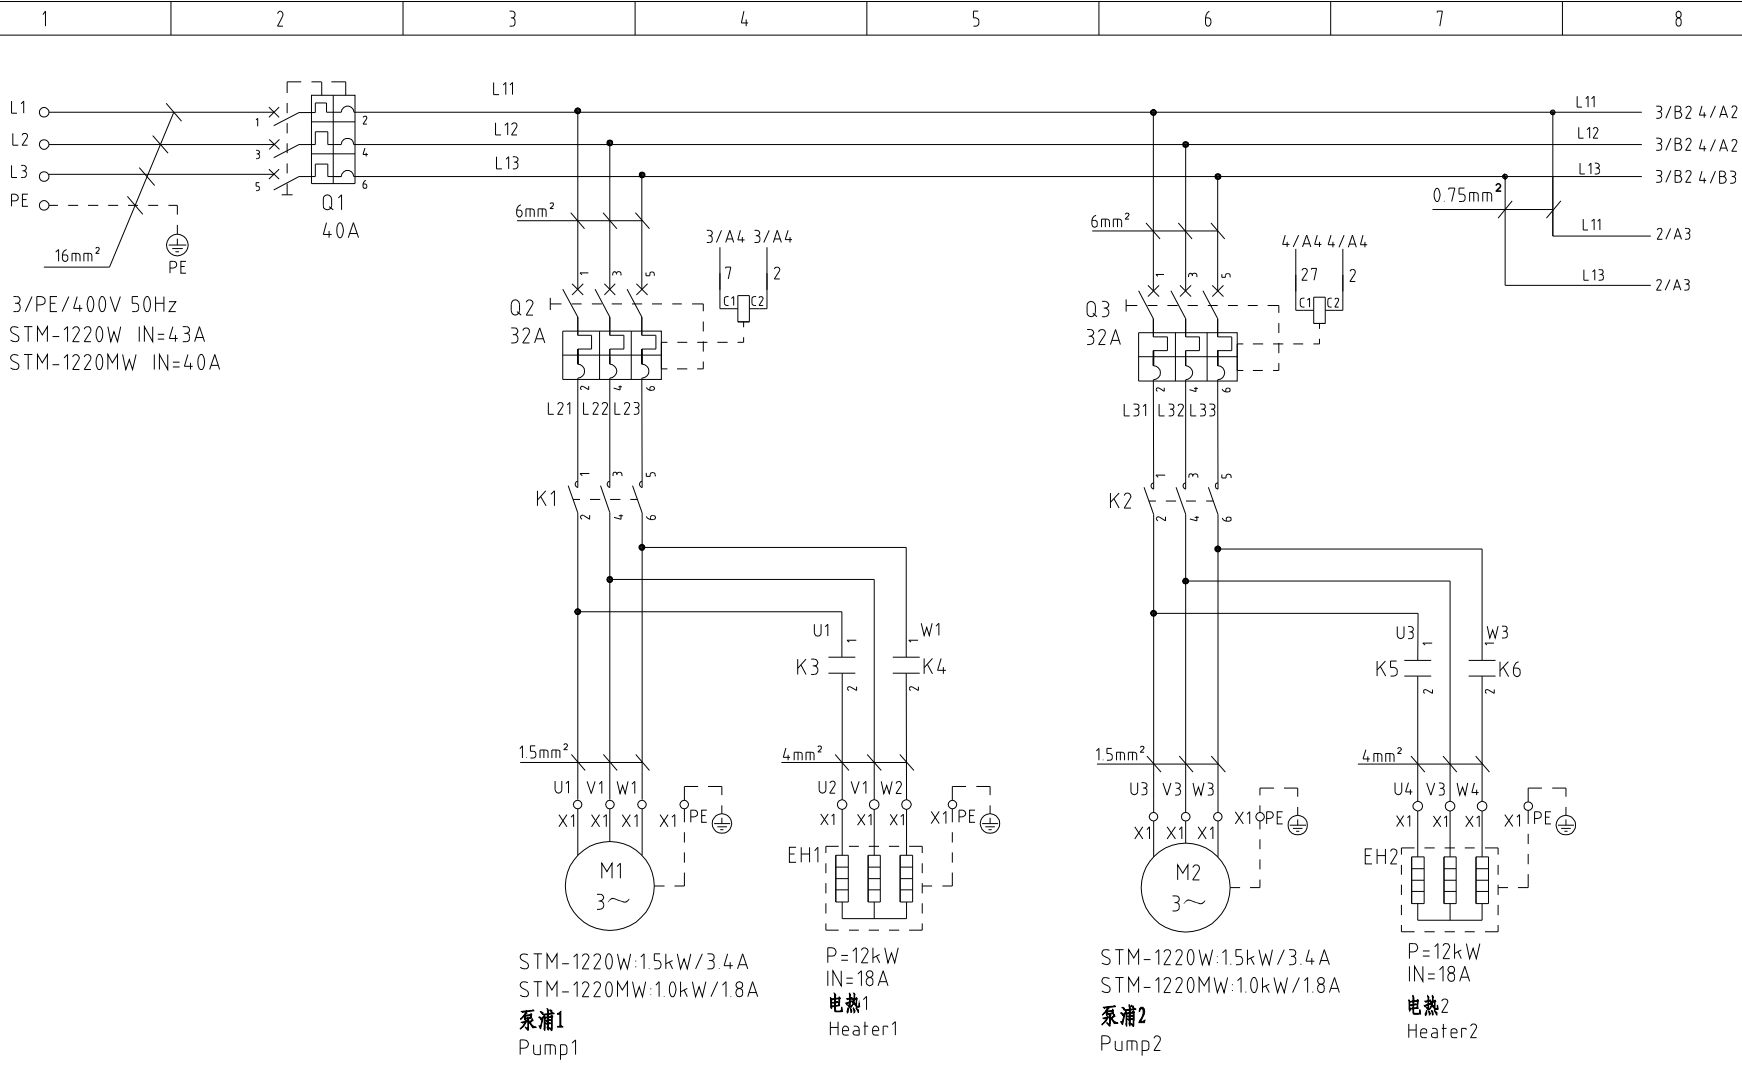 1 2 3 4 5 6 7 8
L1 L11 L11 3/B2 4/A2
1 2
L2 L12 L12 3/B2 4/A2
3 4
L3 L13 L13 3/B2 4/B3
5 6
PE Q1 6mm² 6mm² 0.75mm²
40A
L11 2/A3
16mm² PE 3/A4 3/A4 4/A4 4/A4
7 2 27 2
L13 2/A3
1 3 5 1 3 5
3/PE/400V 50Hz Q2 C1 C2 Q3 C1 C2
STM-1220W IN=43A 32A 32A
STM-1220MW IN=40A
2 4 6 2 4 6
L21 L22 L23 L31 L32 L33
1 3 5 1 3 5
K1 K2
2 4 6 2 4 6
U1 1 W1 1 U3 1 W3 1
K3 K4 K5 K6
2 2 2 2
1.5mm² 4mm² 1.5mm² 4mm²
U1 V1 W1 U2 V1 W2 U3 V3 W3 U4 V3 W4
X1 X1 X1 X1 PE X1 X1 X1 X1 PE X1 X1 X1 X1 PE X1 X1 X1 X1 PE
EH1 EH2
M1 M2
3~ 3~
STM-1220W:1.5kW/3.4A
STM-1220MW:1.0kW/1.8A
泵浦1
Pump1
P=12kW
IN=18A
电热1
Heater1
STM-1220W:1.5kW/3.4A
STM-1220MW:1.0kW/1.8A
泵浦2
Pump2
P=12kW
IN=18A
电热2
Heater2